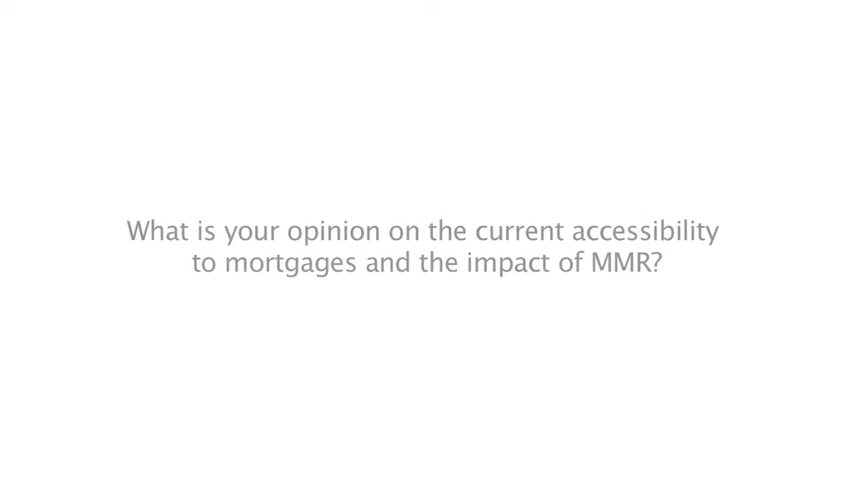 What is your opinion on the current accessibility
to mortgages and the impact of MMR?